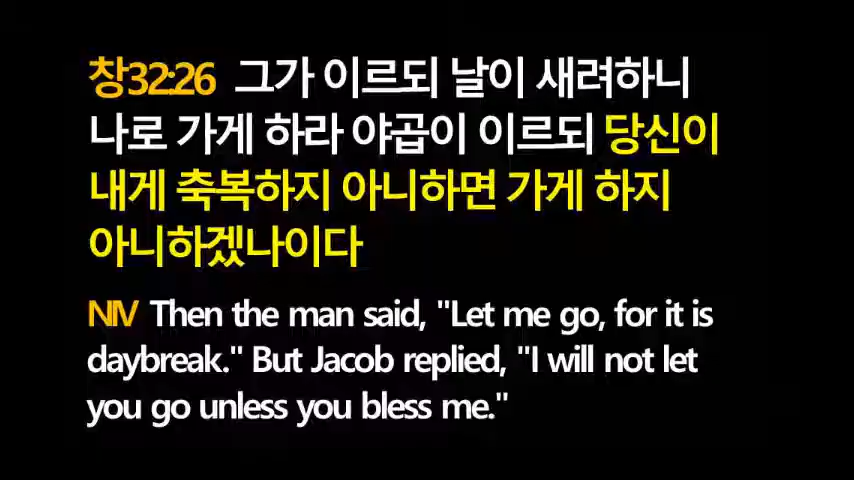 창32:26 그가 이르되 날이 새려하니
나로 가게 하라 야곱이 이르되 당신이
내게 축복하지 아니하면 가게 하지
아니하겠나이다
NIV Then the man said, "Let me go, for it is
daybreak." But Jacob replied, "I will not let
you go unless you bless me."